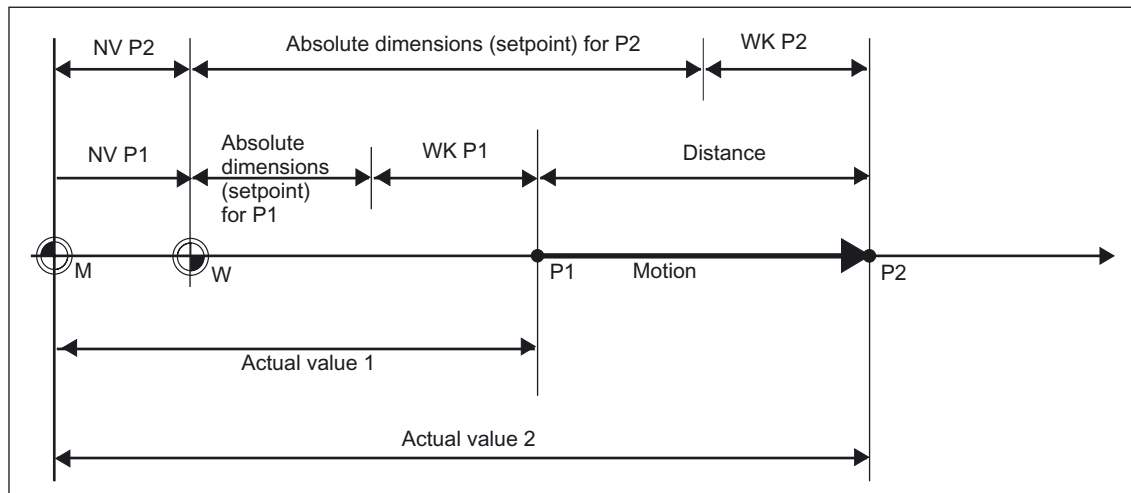 NV P2
Absolute dimensions (setpoint) for P2
WK P2
NV P1
Absolute
dimensions
(setpoint)
for P1
WK P1
Distance
M
W
P1
Motion
P2
Actual value 1
Actual value 2